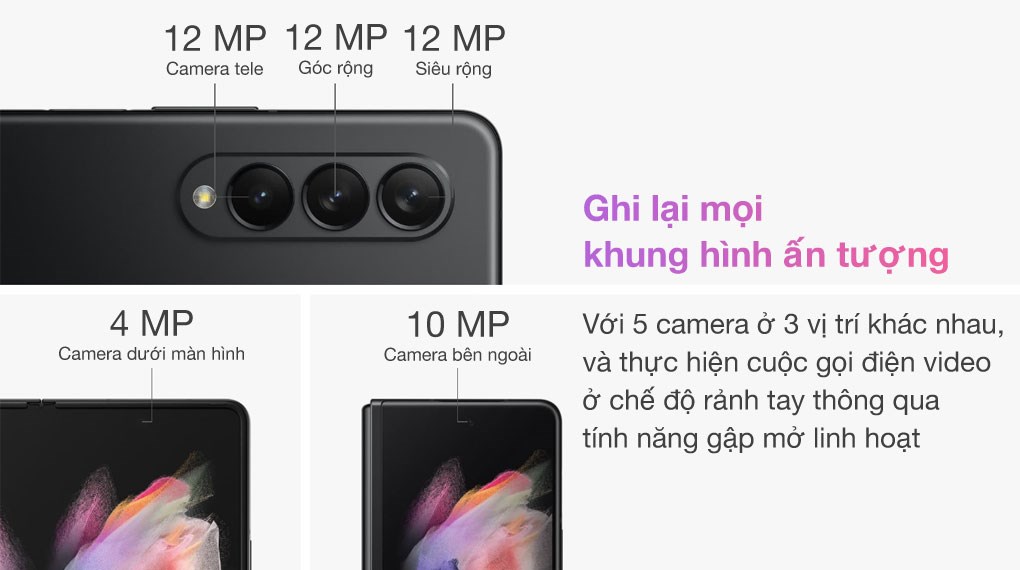 12 MP
Camera tele
12 MP
Góc rộng
12 MP
Siêu rộng
Ghi lại mọi
khung hình ấn tượng
4 MP
Camera dưới màn hình
10 MP
Camera bên ngoài
Với 5 camera ở 3 vị trí khác nhau,
và thực hiện cuộc gọi điện video
ở chế độ rảnh tay thông qua
tính năng gập mở linh hoạt